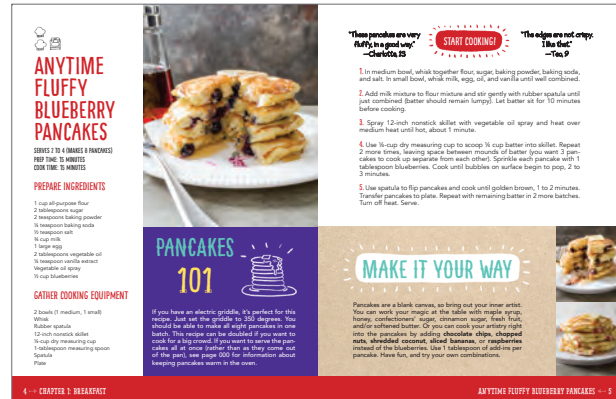 ANYTIME
FLUFFY
BLUEBERRY
PANCAKES
SERVES 2 TO 4 (MAKES 8 PANCAKES)
PREP TIME: 15 MINUTES
COOK TIME: 15 MINUTES
PREPARE INGREDIENTS
1 cup all-purpose flour
2 tablespoons sugar
2 teaspoons baking powder
teaspoon baking soda
teaspoon salt
cup milk
1 large egg
2 tablespoons vegetable oil
teaspoon vanilla extract
Vegetable oil spray
cup blueberries
GATHER COOKING EQUIPMENT
2 bowls (1 medium, 1 small)
Whisk
Rubber spatula
12-inch nonstick skillet
¼-cup dry measuring cup
1-tablespoon measuring spoon
Spatula
Plate
PANCAKES
101
If you have an electric griddle, it's perfect for this
recipe. Just set the griddle to 350 degrees. You
should be able to make all eight pancakes in one
batch. This recipe can be doubled if you want to
cook for a big crowd. If you want to serve the pan-
cakes all at once (rather than as they come out
of the pan), see page 000 for information about
keeping pancakes warm in the oven.
4 CHAPTER 1: BREAKFAST
"These pancakes are very
fluffy, in a good way."
—Charlotte, 13
START COOKING!
"The edges are not crispy.
I like that."
—Teo, 9
1. In medium bowl, whisk together flour, sugar, baking powder, baking soda,
and salt. In small bowl, whisk milk, egg, oil, and vanilla until well combined.
2. Add milk mixture to flour mixture and stir gently with rubber spatula until
just combined (batter should remain lumpy). Let batter sit for 10 minutes
before cooking.
3. Spray 12-inch nonstick skillet with vegetable oil spray and heat over
medium heat until hot, about 1 minute.
4. Use ¼-cup dry measuring cup to scoop ¼ cup batter into skillet. Repeat
2 more times, leaving space between mounds of batter (you want 3 pan-
cakes to cook up separate from each other). Sprinkle each pancake with 1
tablespoon blueberries. Cook until bubbles on surface begin to pop, 2 to
3 minutes.
5. Use spatula to flip pancakes and cook until golden brown, 1 to 2 minutes.
Transfer pancakes to plate. Repeat with remaining batter in 2 more batches.
Turn off heat. Serve.
MAKE IT YOUR WAY
Pancakes are a blank canvas, so bring out your inner artist.
You can work your magic at the table with maple syrup,
honey, confectioners' sugar, cinnamon sugar, fresh fruit,
and/or softened butter. Or you can cook your artistry right
into the pancakes by adding chocolate chips, chopped
nuts, shredded coconut, sliced bananas, or raspberries
instead of the blueberries. Use 1 tablespoon of add-ins per
pancake. Have fun, and try your own combinations.
ANYTIME FLUFFY BLUEBERRY PANCAKES 5